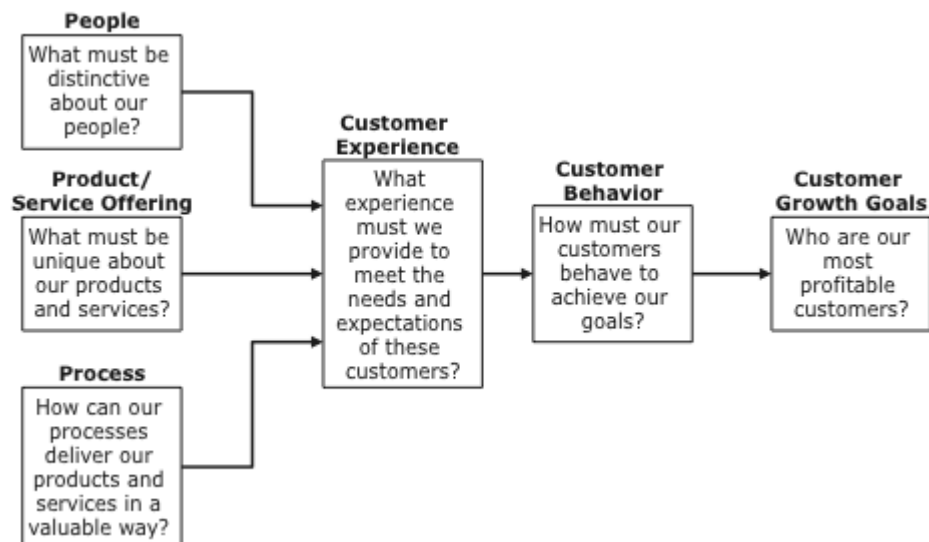 People
What must be
distinctive
about our
people?
Product/
Service Offering
What must be
unique about
our products
and services?
Process
How can our
processes
deliver our
products and
services in a
valuable way?
Customer
Experience
What
experience
must we
provide to
meet the
needs and
expectations
of these
customers?
Customer
Behavior
How must our
customers
behave to
achieve our
goals?
Customer
Growth Goals
Who are our
most
profitable
customers?